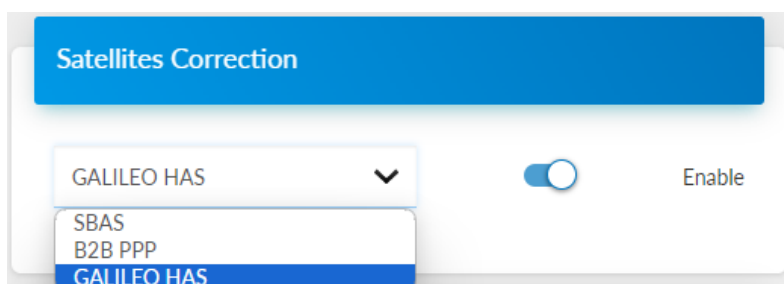 Satellites Correction
GALILEO HAS
Enable
SBAS
B2B PPP
GALILEO HAS